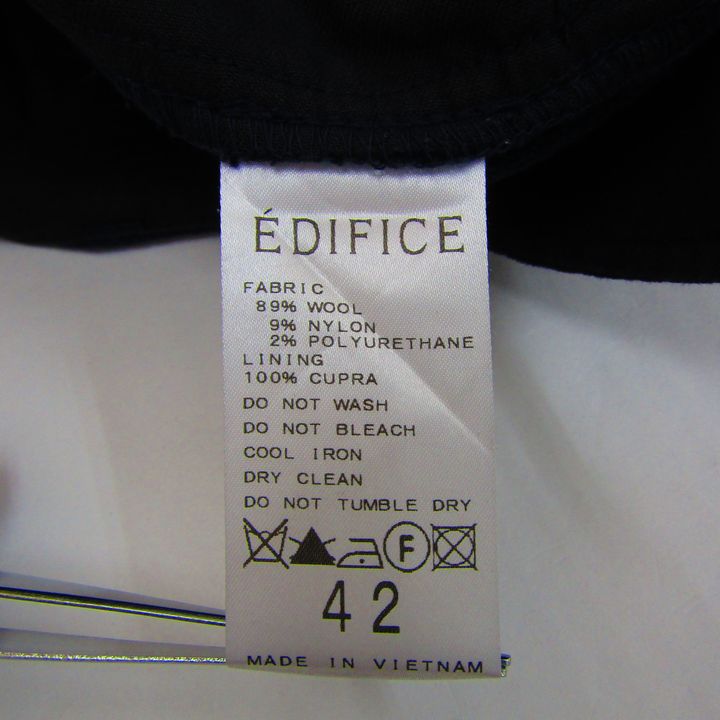 ÉDIFICE
FABRIC
89% WOOL
9% NYLON
2% POLYURETHANE
LINING
100% CUPRA
DO NOT WASH
DO NOT BLEACH
COOL IRON
DRY CLEAN
DO NOT TUMBLE DRY
F
42
MADE IN VIETNAM